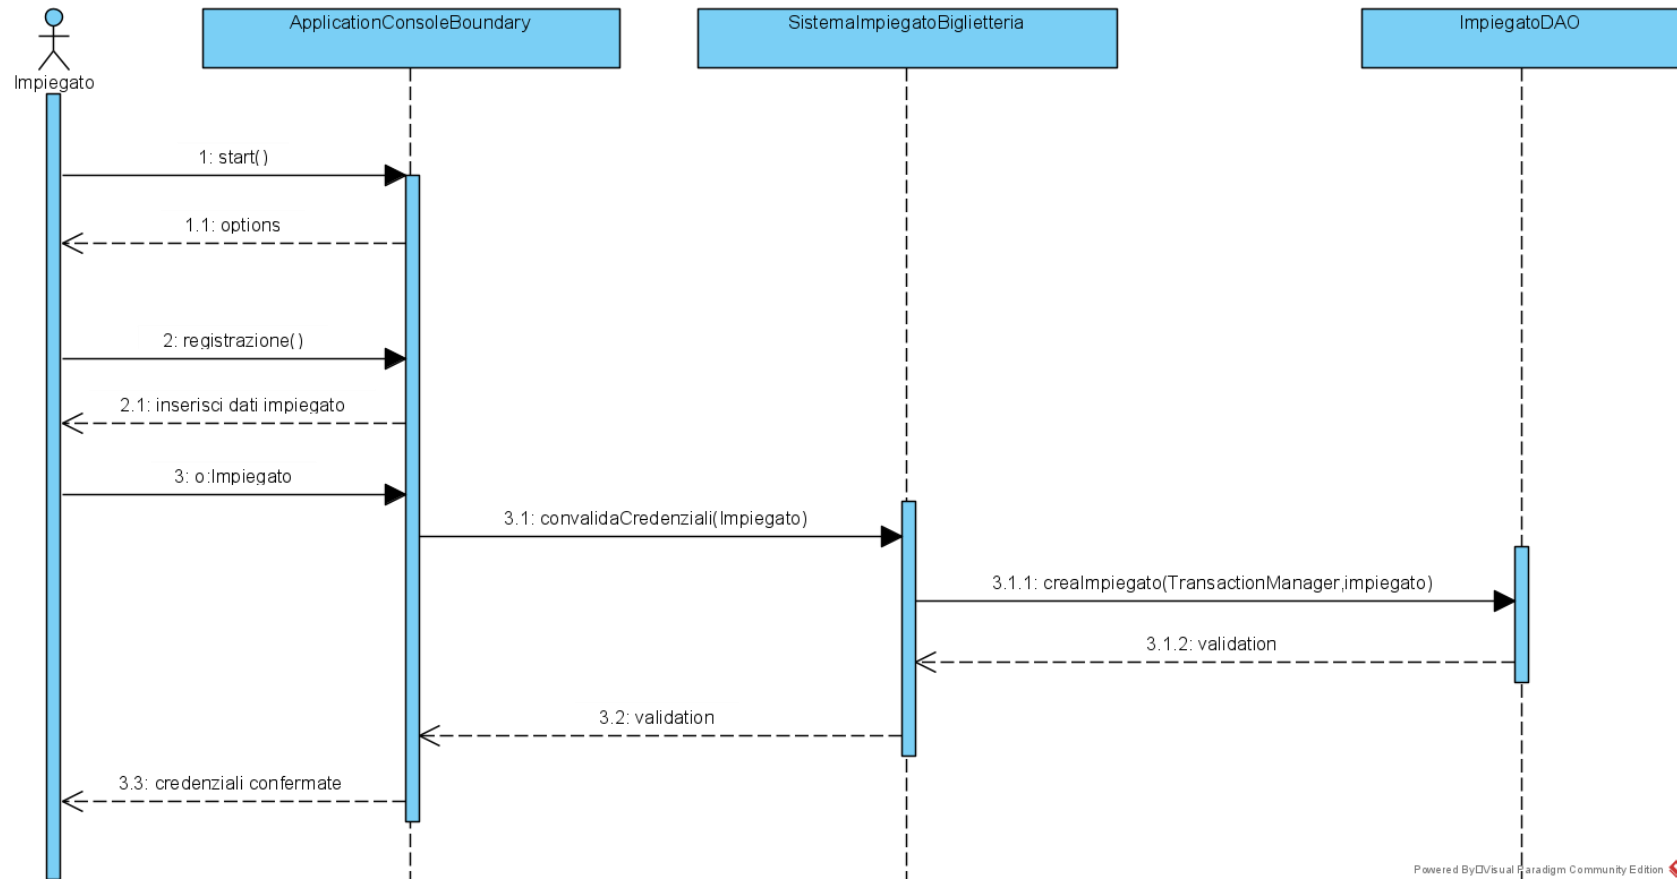 ApplicationConsoleBoundary
SistemaImpiegatoBiglietteria
ImpiegatoDAO
Impiegato
1: start()
1.1: options
2: registrazione()
2.1: inserisci dati impiegato
3: o:Impiegato
3.1: convalidaCredenziali(Impiegato)
3.1.1: creaImpiegato(TransactionManager,impiegato)
3.1.2: validation
3.2: validation
3.3: credenziali confermate
Powered By□Visual Paradigm Community Edition